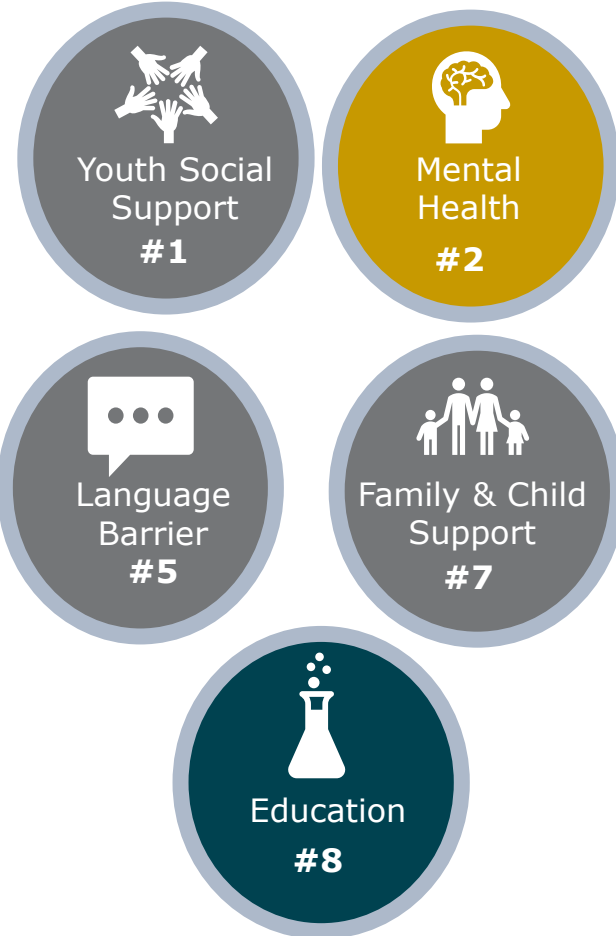 Youth Social
Support
#1
Mental
Health
#2
Language
Barrier
#5
Family & Child
Support
#7
Education
#8